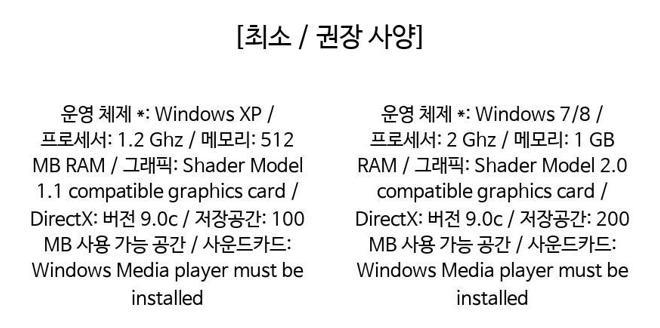 [최소 / 권장 사양]
운영 체제 *: Windows XP /
프로세서: 1.2 Ghz / 메모리: 512
MB RAM / 그래픽: Shader Model
1.1 compatible graphics card /
DirectX: 버전 9.0c / 저장공간: 100
MB 사용 가능 공간 / 사운드카드:
Windows Media player must be
installed
운영 체제 *: Windows 7/8 /
프로세서: 2 Ghz / 메모리: 1 GB
RAM / 그래픽: Shader Model 2.0
compatible graphics card /
DirectX: 버전 9.0c / 저장공간: 200
MB 사용 가능 공간 / 사운드카드:
Windows Media player must be
installed